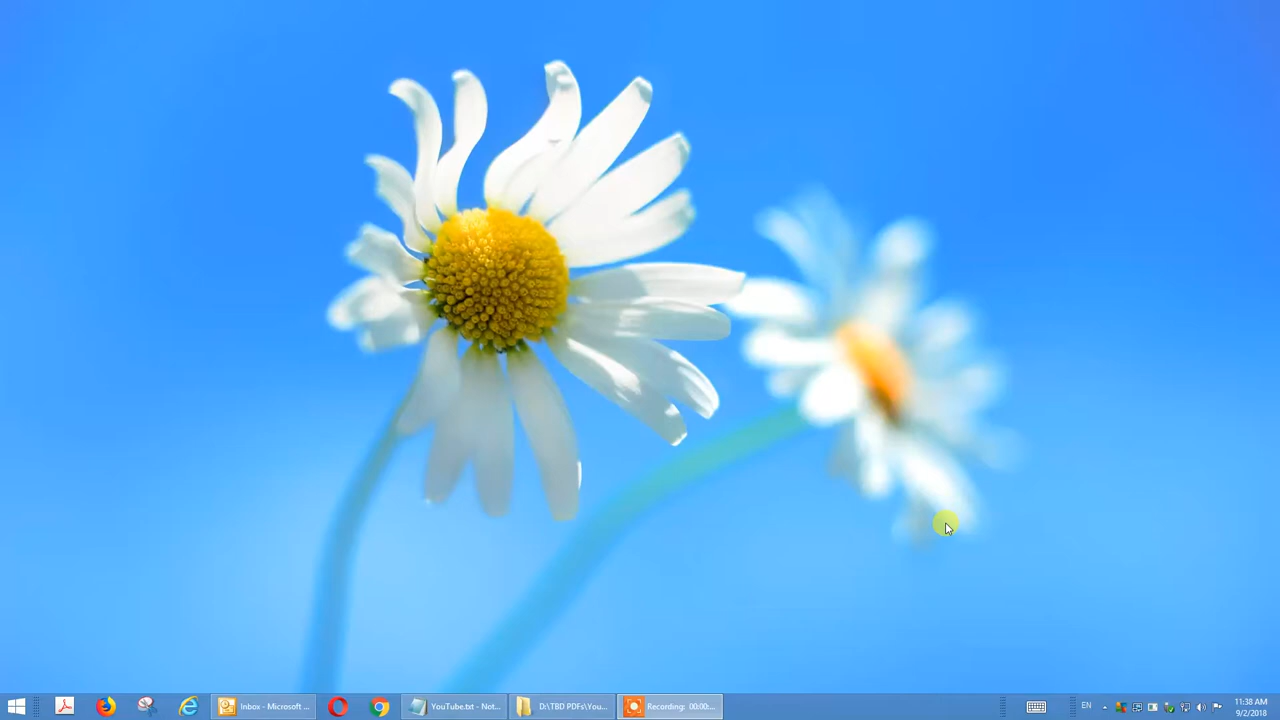 Inbox - Microsoft ...
YouTube.txt - Not...
D:\TBD PDFs\You...
Recording: 00:00:...
EN
11:38 AM
9/2/2018